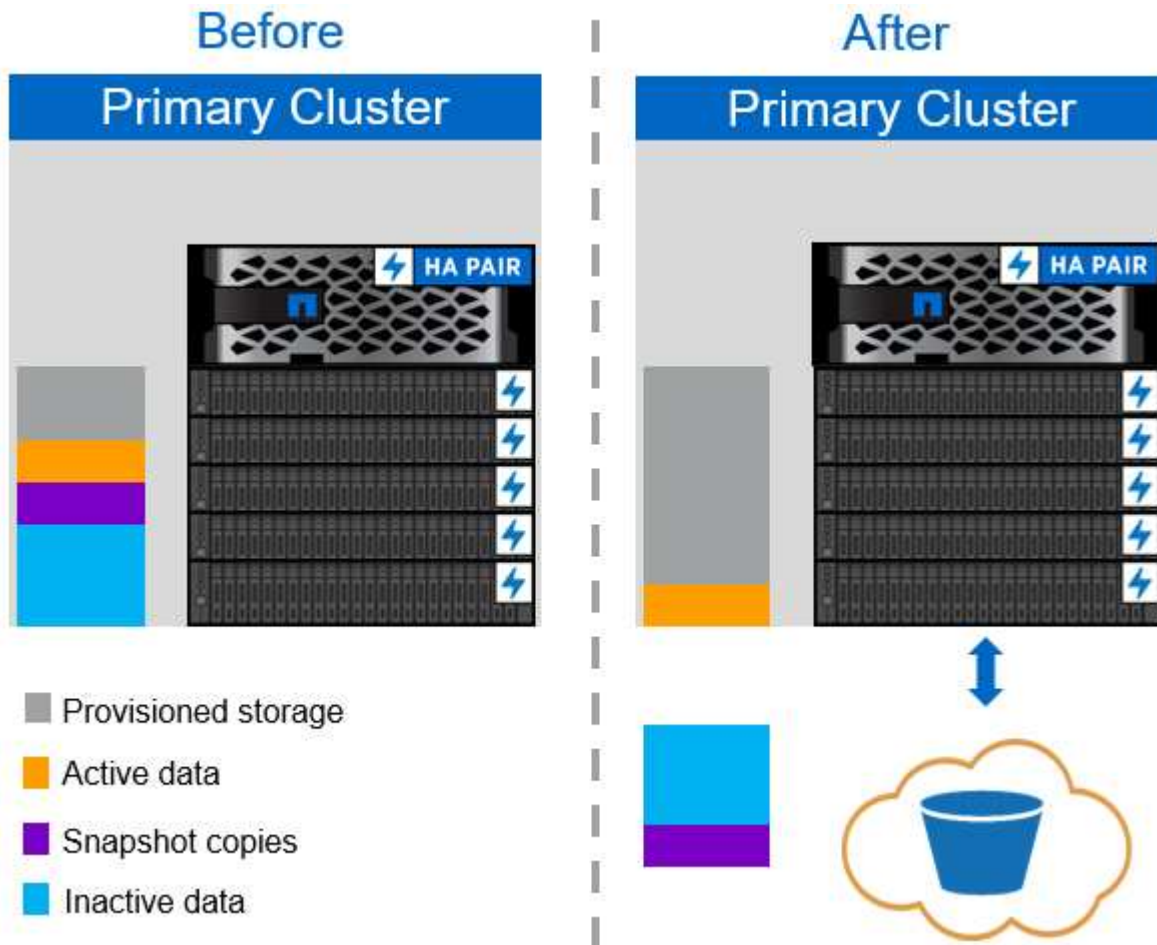 Before
After
Primary Cluster
Primary Cluster
HA PAIR
HA PAIR
Provisioned storage
Active data
Snapshot copies
Inactive data